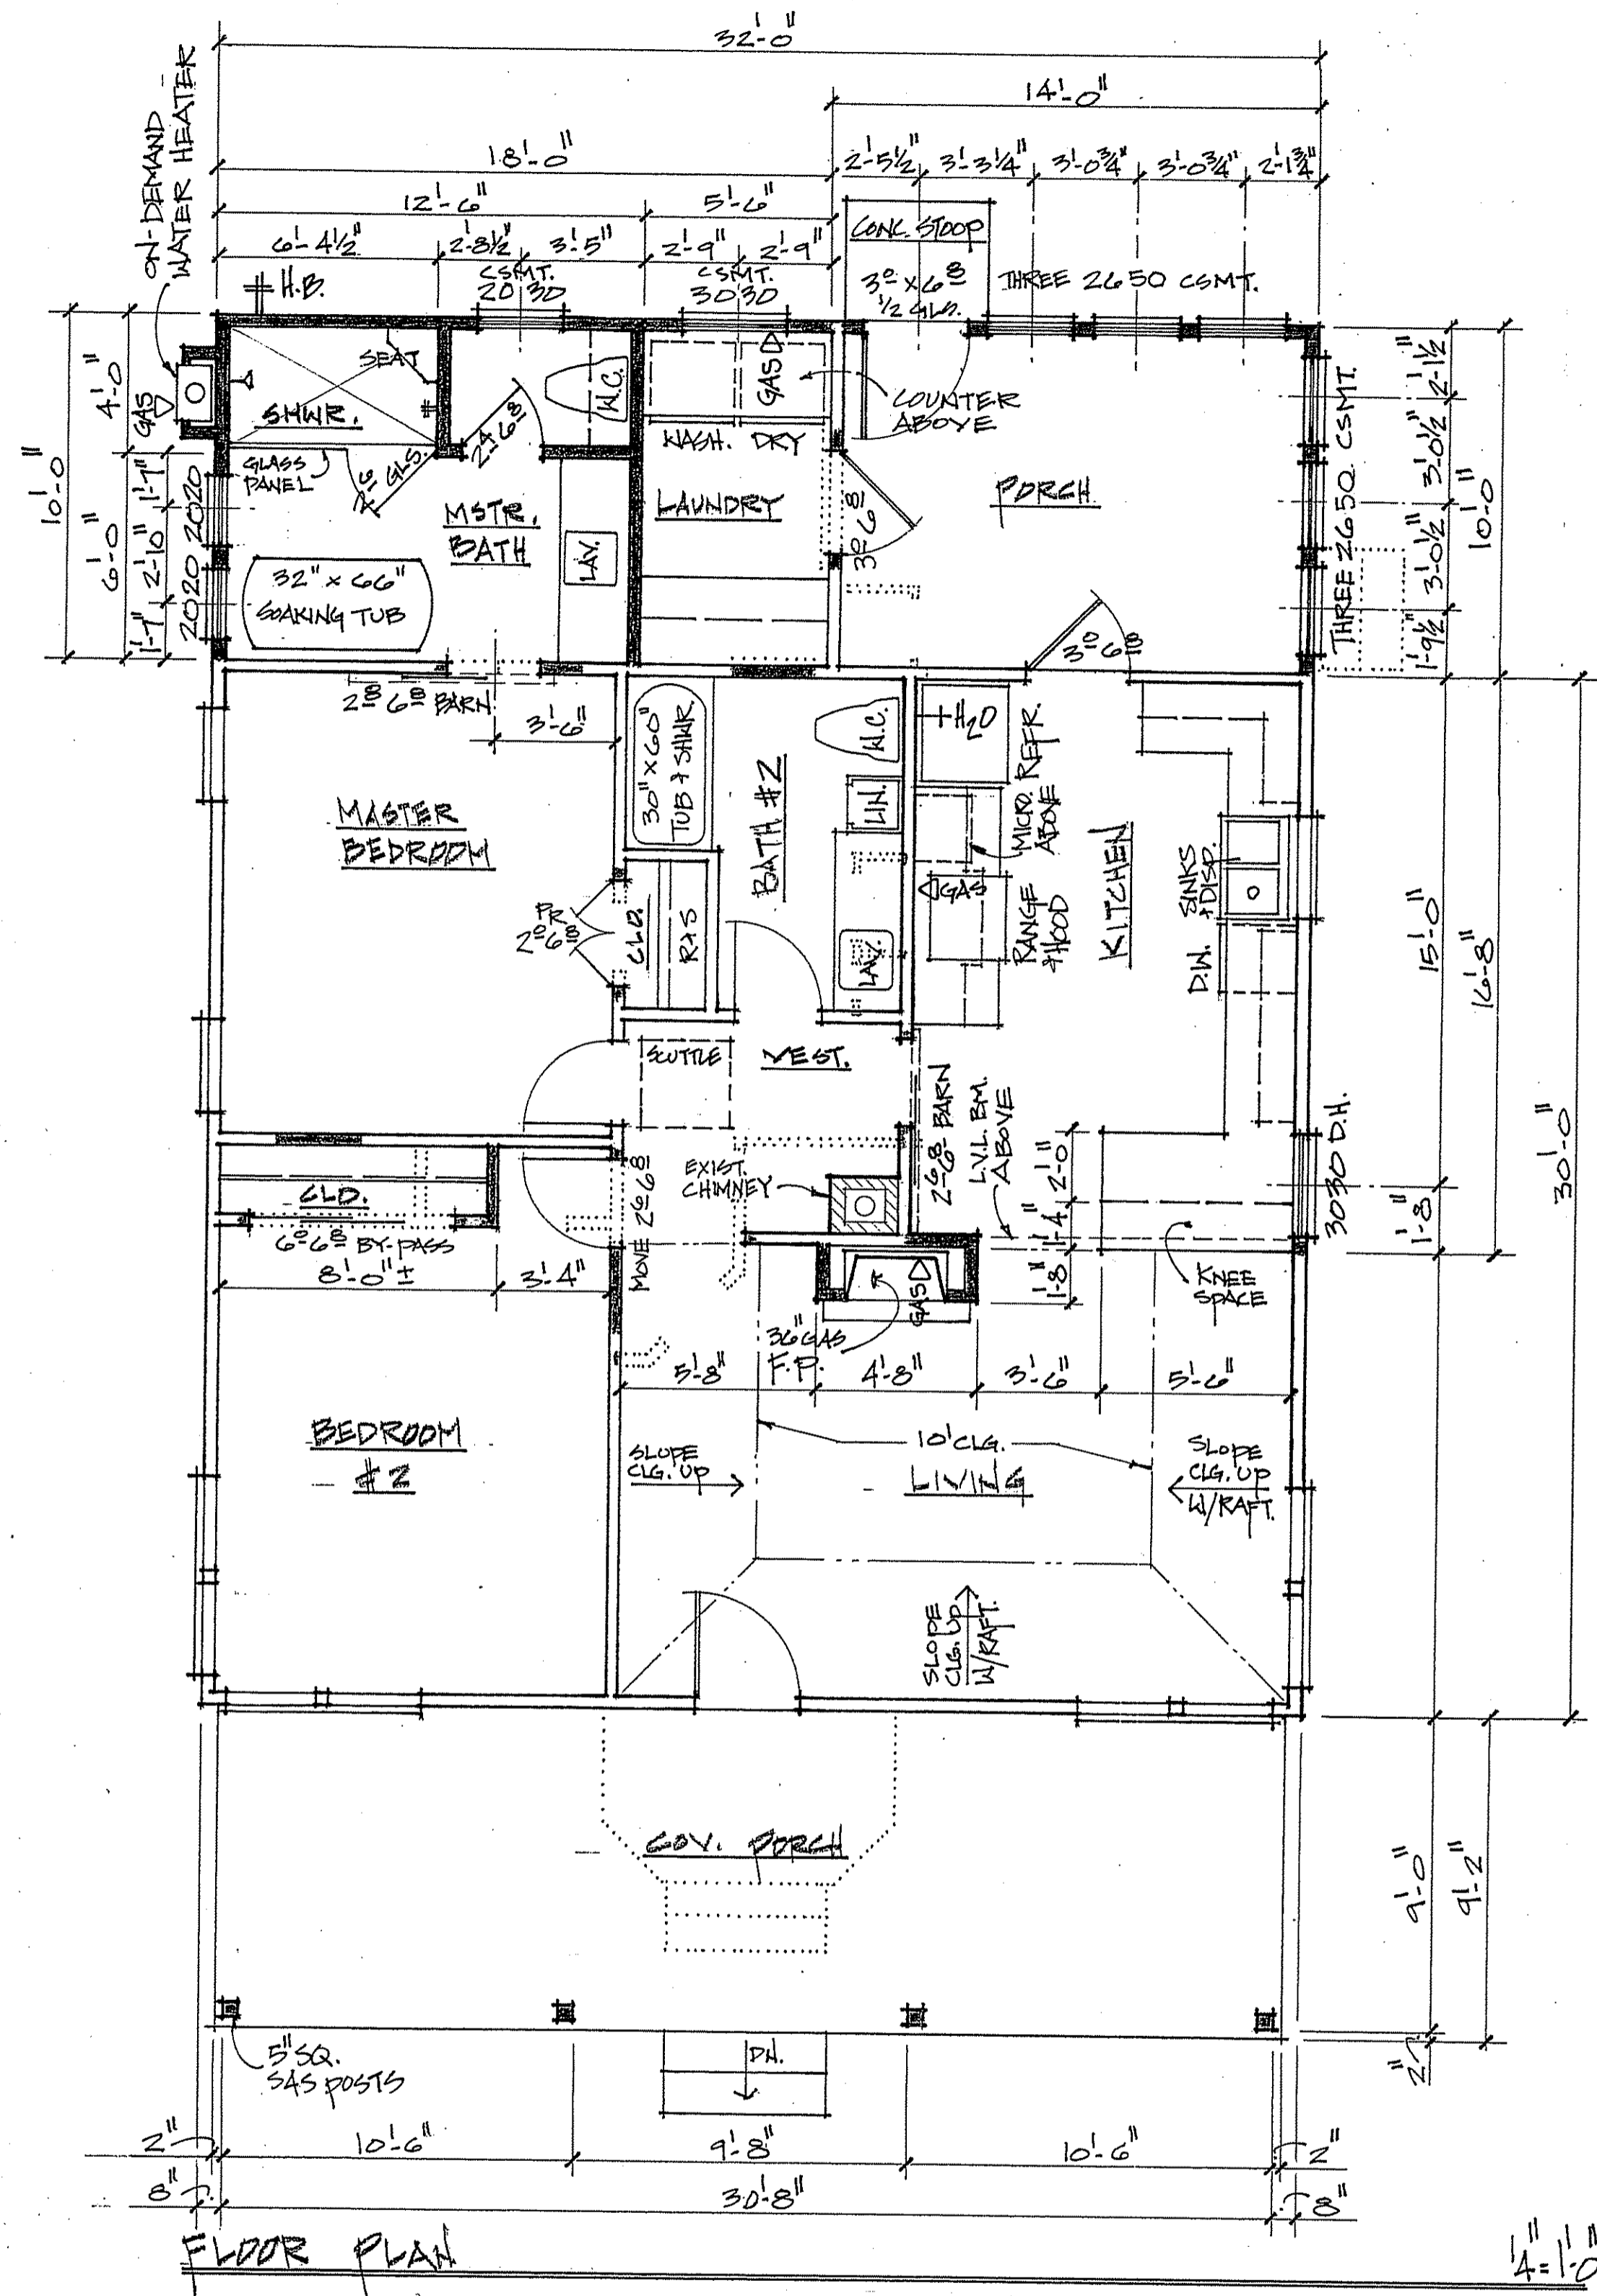 32'-0"
14'-0"
18'-0"
2'-5½" 3'-3¼" 3'-0¾" 3'-0¾" 2'-1¾"
12'-6" 5'-6"
6'-4½" 2'-8½" 3'-5" 2'-9" 2'-9"
ON-DEMAND
WATER HEATER
H.B.
CSMT.
2030
CSMT.
3030
CONC. STOOP
3⁰ x 6⁸
½ GLS.
THREE 2650 CSMT.
10'-0"
4'-0"
6'-0"
1'-7"
2'-10"
1'-7"
GAS
2020 2020
SEAT
SHWR.
GLASS
PANEL
2⁶ GLS.
2⁴ 6⁸
W.C.
GAS
COUNTER
ABOVE
WASH. DRY
LAUNDRY
3⁰ 6⁸
PORCH
MSTR.
BATH
LAV.
32" x 66"
SOAKING TUB
3⁰ 6⁸
THREE 2650 CSMT.
2'-1½"
3'-0½"
3'-0½"
1'-9½"
10'-0"
2⁸ 6⁸ BARN
3'-6"
MASTER
BEDROOM
30" x 60"
TUB & SHWR.
BATH #2
W.C.
LIN.
LAV.
H₂O
REFR.
MICRO.
ABOVE
GAS
RANGE
& HOOD
KITCHEN
SINKS
+ DISP.
D.W.
PR
2⁰ 6⁸
CLO.
R+S
SCUTTLE
VEST.
2⁶ 6⁸ BARN
L.V.L. BM.
ABOVE
2'-0"
1'-4"
1'-8"
3030 D.H.
15'-0"
16'-8"
1'-8"
30'-0"
EXIST.
CHIMNEY
MOVE 2⁶ 6⁸
CLO.
6⁰ 6⁸ BY-PASS
8'-0" ± 3'-4"
KNEE
SPACE
GAS
36" GAS
F.P.
5'-8" 4'-8" 3'-6" 5'-6"
10' CLG.
BEDROOM
#2
SLOPE
CLG. UP
LIVING
SLOPE
CLG. UP
W/RAFT.
SLOPE
CLG. UP
W/RAFT.
COV. PORCH
9'-0"
9'-2"
2"
5" SQ.
S4S POSTS
DN.
2" 10'-6" 9'-8" 10'-6" 2"
8" 30'-8" 8"
FLOOR PLAN
¼"=1'-0"